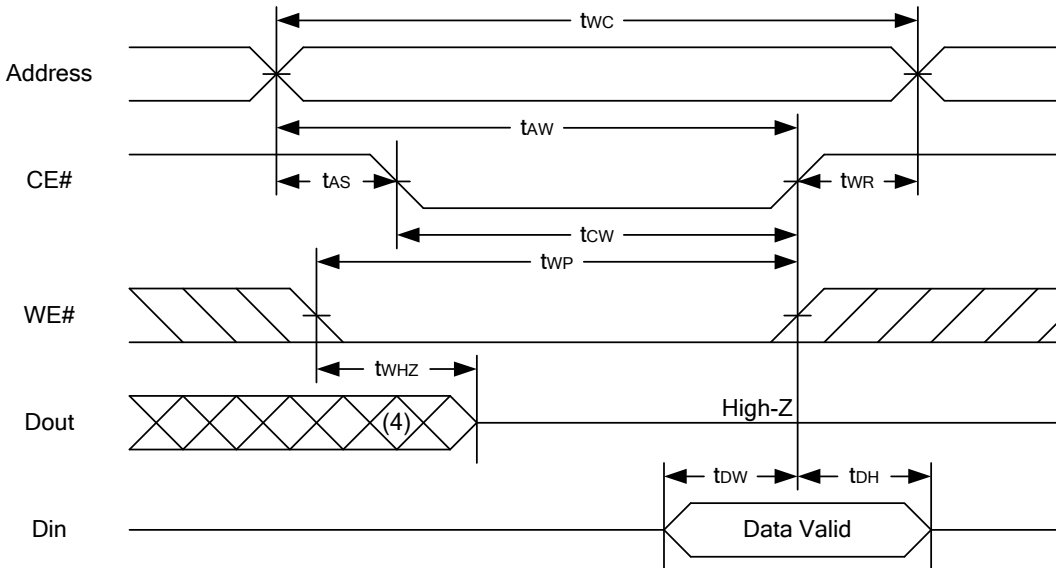 tWC
Address
tAW
CE#
tAS
tWR
tCW
tWP
WE#
tWHZ
Dout
(4)
High-Z
tDW
tDH
Din
Data Valid